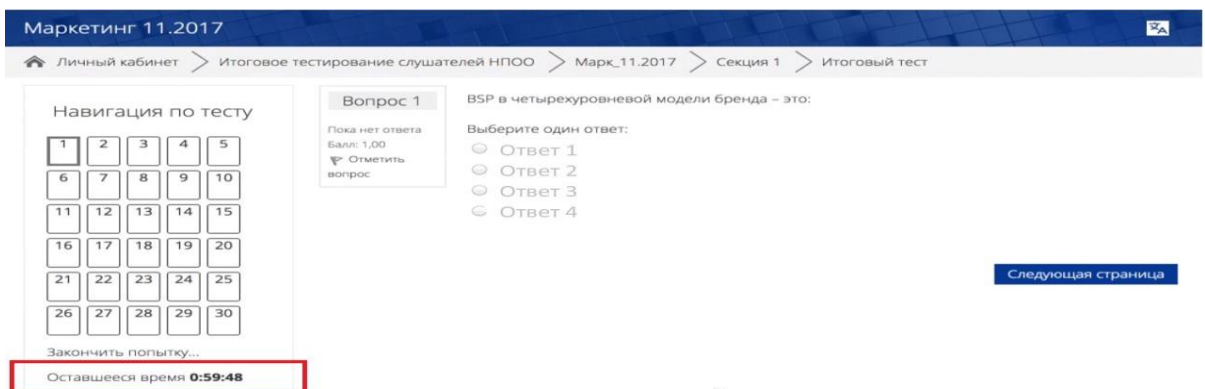 Маркетинг 11.2017
Личный кабинет > Итоговое тестирование слушателей НПОО > Марк_11.2017 > Секция 1 > Итоговый тест
Навигация по тесту
1 2 3 4 5
6 7 8 9 10
11 12 13 14 15
16 17 18 19 20
21 22 23 24 25
26 27 28 29 30
Закончить попытку...
Оставшееся время 0:59:48
Вопрос 1
Пока нет ответа
Балл: 1,00
Отметить
вопрос
BSP в четырехуровневой модели бренда – это:
Выберите один ответ:
Ответ 1
Ответ 2
Ответ 3
Ответ 4
Следующая страница